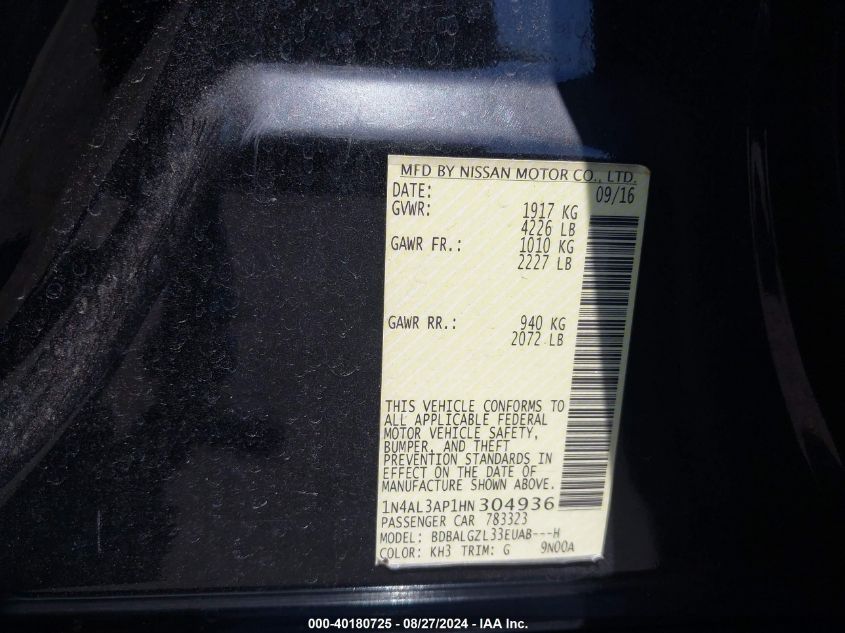 MFD BY NISSAN MOTOR CO., LTD.
DATE: 09/16
GVWR: 1917 KG
4226 LB
GAWR FR.: 1010 KG
2227 LB
GAWR RR.: 940 KG
2072 LB
THIS VEHICLE CONFORMS TO
ALL APPLICABLE FEDERAL
MOTOR VEHICLE SAFETY,
BUMPER, AND THEFT
PREVENTION STANDARDS IN
EFFECT ON THE DATE OF
MANUFACTURE SHOWN ABOVE.
1N4AL3AP1HN304936
PASSENGER CAR 783323
MODEL: BDBALGZL33EUAB---H
COLOR: KH3 TRIM: G 9N00A
000-40180725 - 08/27/2024 - IAA Inc.